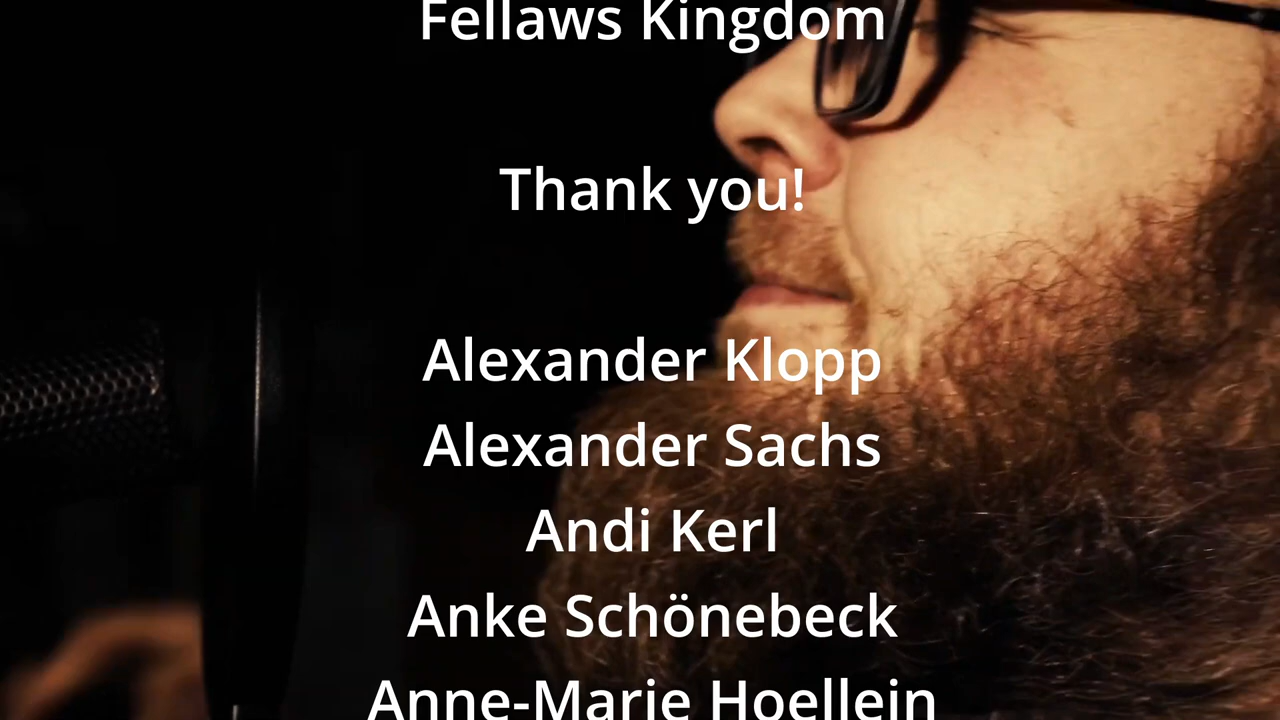 Fellaws Kingdom
Thank you!
Alexander Klopp
Alexander Sachs
Andi Kerl
Anke Schönebeck
Anne-Marie Hoellein